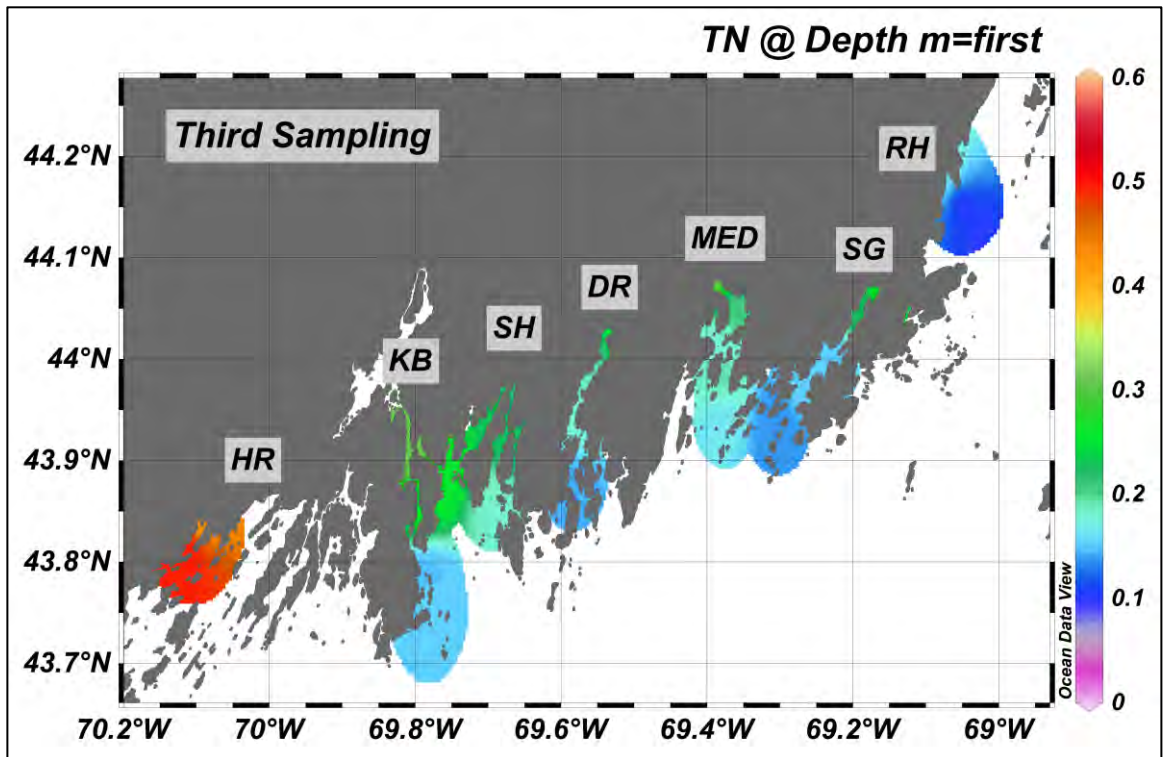 TN @ Depth m=first
Third Sampling
RH
MED
SG
DR
SH
KB
HR
44.2°N
44.1°N
44°N
43.9°N
43.8°N
43.7°N
70.2°W
70°W
69.8°W
69.6°W
69.4°W
69.2°W
69°W
0.6
0.5
0.4
0.3
0.2
0.1
0
Ocean Data View